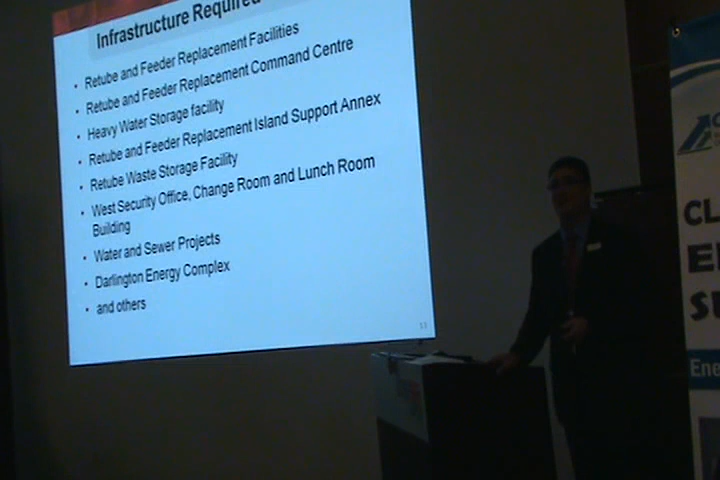 Infrastructure Required
• Retube and Feeder Replacement Facilities
• Retube and Feeder Replacement Command Centre
• Heavy Water Storage facility
• Retube and Feeder Replacement Island Support Annex
• Retube Waste Storage Facility
• West Security Office, Change Room and Lunch Room
Building
• Water and Sewer Projects
• Darlington Energy Complex
• and others
CL
Ene